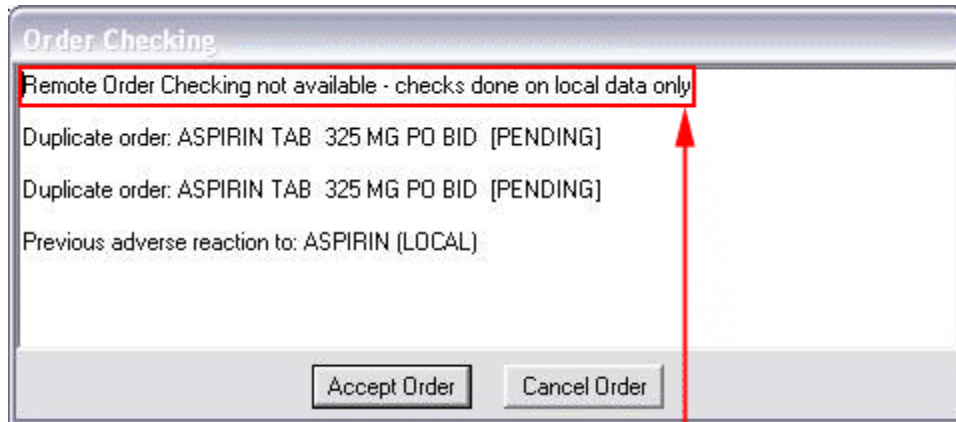 Order Checking
Remote Order Checking not available - checks done on local data only
Duplicate order: ASPIRIN TAB  325 MG PO BID  [PENDING]
Duplicate order: ASPIRIN TAB  325 MG PO BID  [PENDING]
Previous adverse reaction to: ASPIRIN (LOCAL)
Accept Order
Cancel Order